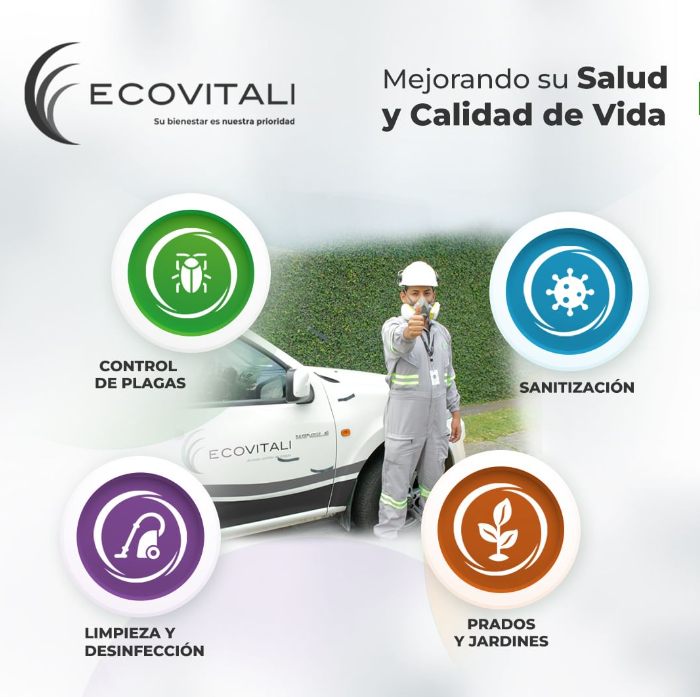 ECOVITALI
Su bienestar es nuestra prioridad
Mejorando su Salud
y Calidad de Vida
CONTROL
DE PLAGAS
SANITIZACIÓN
ECOVITALI
LIMPIEZA Y
DESINFECCIÓN
PRADOS
Y JARDINES